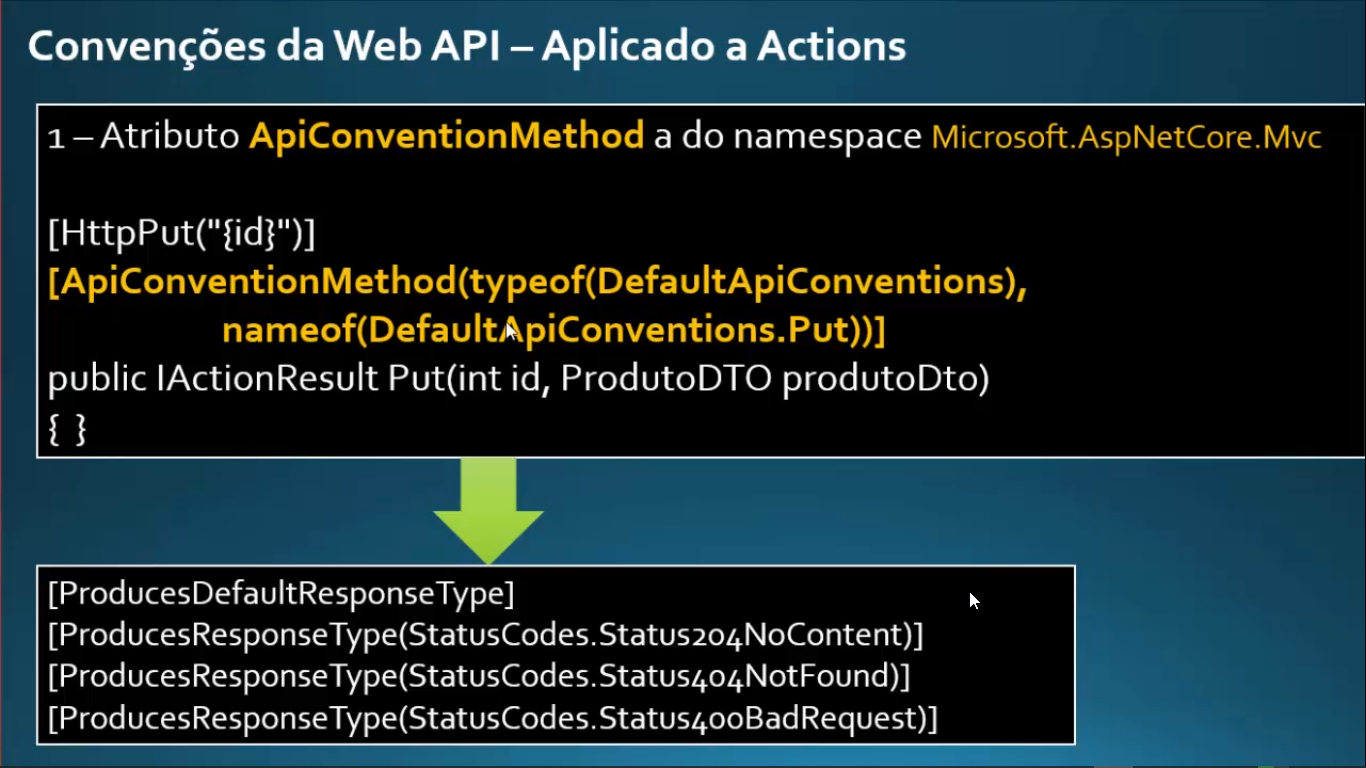 Convenções da Web API – Aplicado a Actions
1 – Atributo ApiConventionMethod a do namespace Microsoft.AspNetCore.Mvc
[HttpPut("{id}")]
[ApiConventionMethod(typeof(DefaultApiConventions),
nameof(DefaultApiConventions.Put))]
public IActionResult Put(int id, ProdutoDTO produtoDto)
{ }
[ProducesDefaultResponseType]
[ProducesResponseType(StatusCodes.Status204NoContent)]
[ProducesResponseType(StatusCodes.Status404NotFound)]
[ProducesResponseType(StatusCodes.Status400BadRequest)]